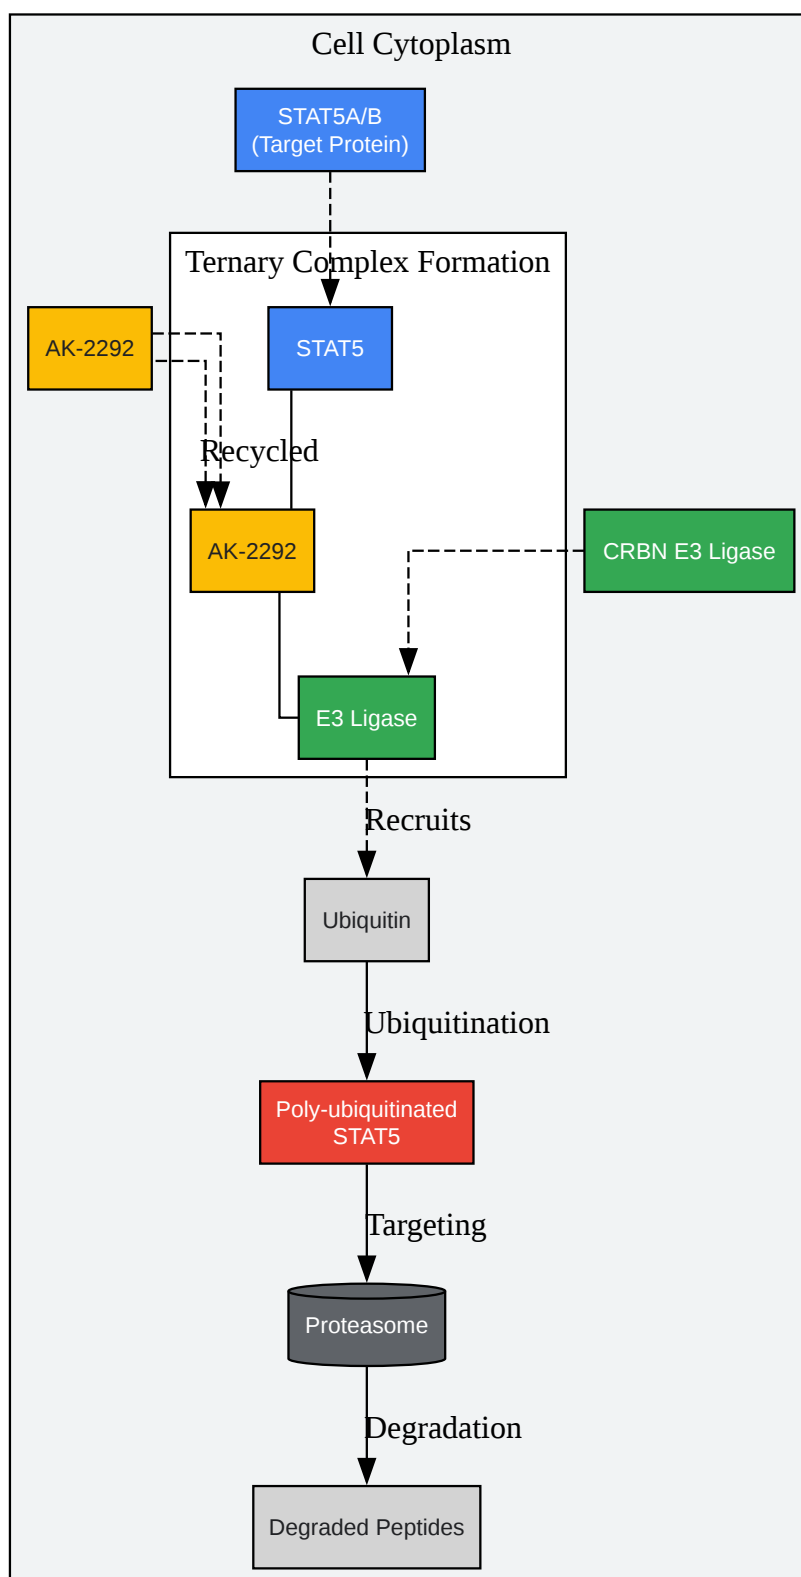 Cell Cytoplasm
STAT5A/B
(Target Protein)
Ternary Complex Formation
AK-2292
STAT5
Recycled
AK-2292
CRBN E3 Ligase
E3 Ligase
Recruits
Ubiquitin
Ubiquitination
Poly-ubiquitinated
STAT5
Targeting
Proteasome
Degradation
Degraded Peptides